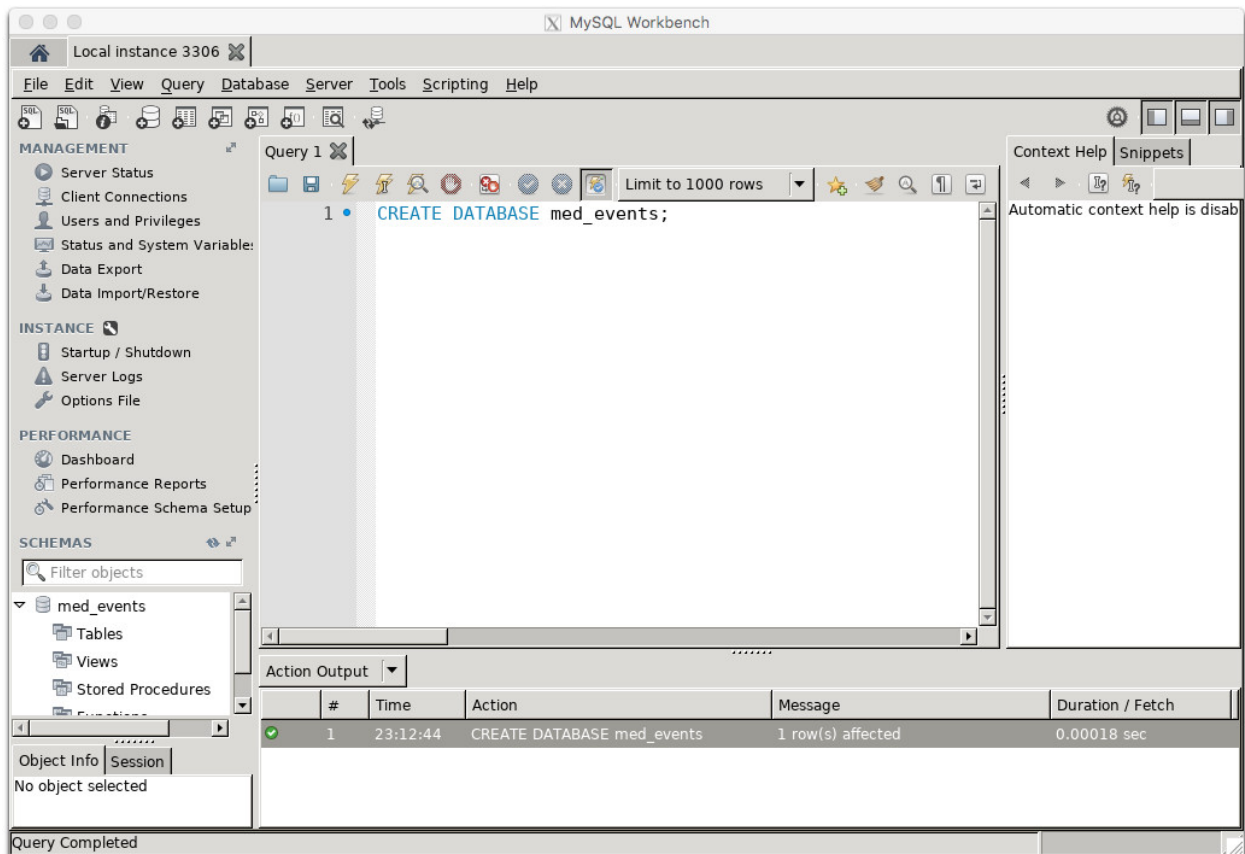 MySQL Workbench
Local instance 3306
File Edit View Query Database Server Tools Scripting Help
MANAGEMENT
Server Status
Client Connections
Users and Privileges
Status and System Variables
Data Export
Data Import/Restore
INSTANCE
Startup / Shutdown
Server Logs
Options File
PERFORMANCE
Dashboard
Performance Reports
Performance Schema Setup
SCHEMAS
Filter objects
med_events
Tables
Views
Stored Procedures
Functions
Object Info Session
No object selected
Query 1
Limit to 1000 rows
1 CREATE DATABASE med_events;
Context Help Snippets
Automatic context help is disab
Action Output
# Time Action Message Duration / Fetch
1 23:12:44 CREATE DATABASE med_events 1 row(s) affected 0.00018 sec
Query Completed